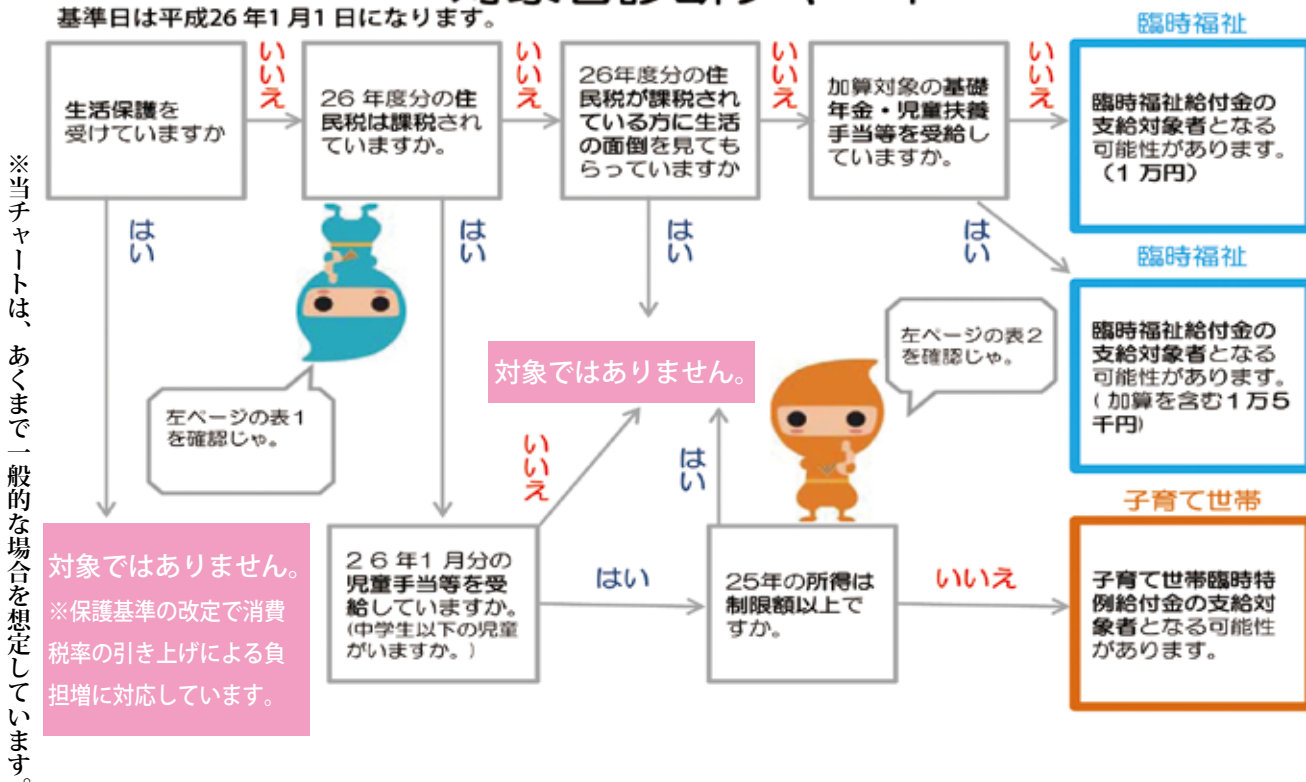 基準日は平成26年1月1日になります。
生活保護を
受けていますか
いいえ
はい
26年度分の住
民税は課税され
ていますか。
いいえ
はい
26年度分の住
民税が課税され
ている方に生活
の面倒を見ても
らっていますか
いいえ
はい
加算対象の基礎
年金・児童扶養
手当等を受給し
ていますか。
いいえ
はい
臨時福祉
臨時福祉給付金の
支給対象者となる
可能性があります。
（1万円）
臨時福祉
臨時福祉給付金の
支給対象者となる
可能性があります。
（加算を含む1万5
千円）
左ページの表1
を確認じゃ。
左ページの表2
を確認じゃ。
対象ではありません。
対象ではありません。
※保護基準の改定で消費
税率の引き上げによる負
担増に対応しています。
26年1月分の
児童手当等を受
給していますか。
(中学生以下の児童
がいますか。)
いいえ
はい
25年の所得は
制限額以上で
すか。
はい
いいえ
子育て世帯
子育て世帯臨時特
例給付金の支給対
象者となる可能性
があります。
※当チャートは、あくまで一般的な場合を想定しています。